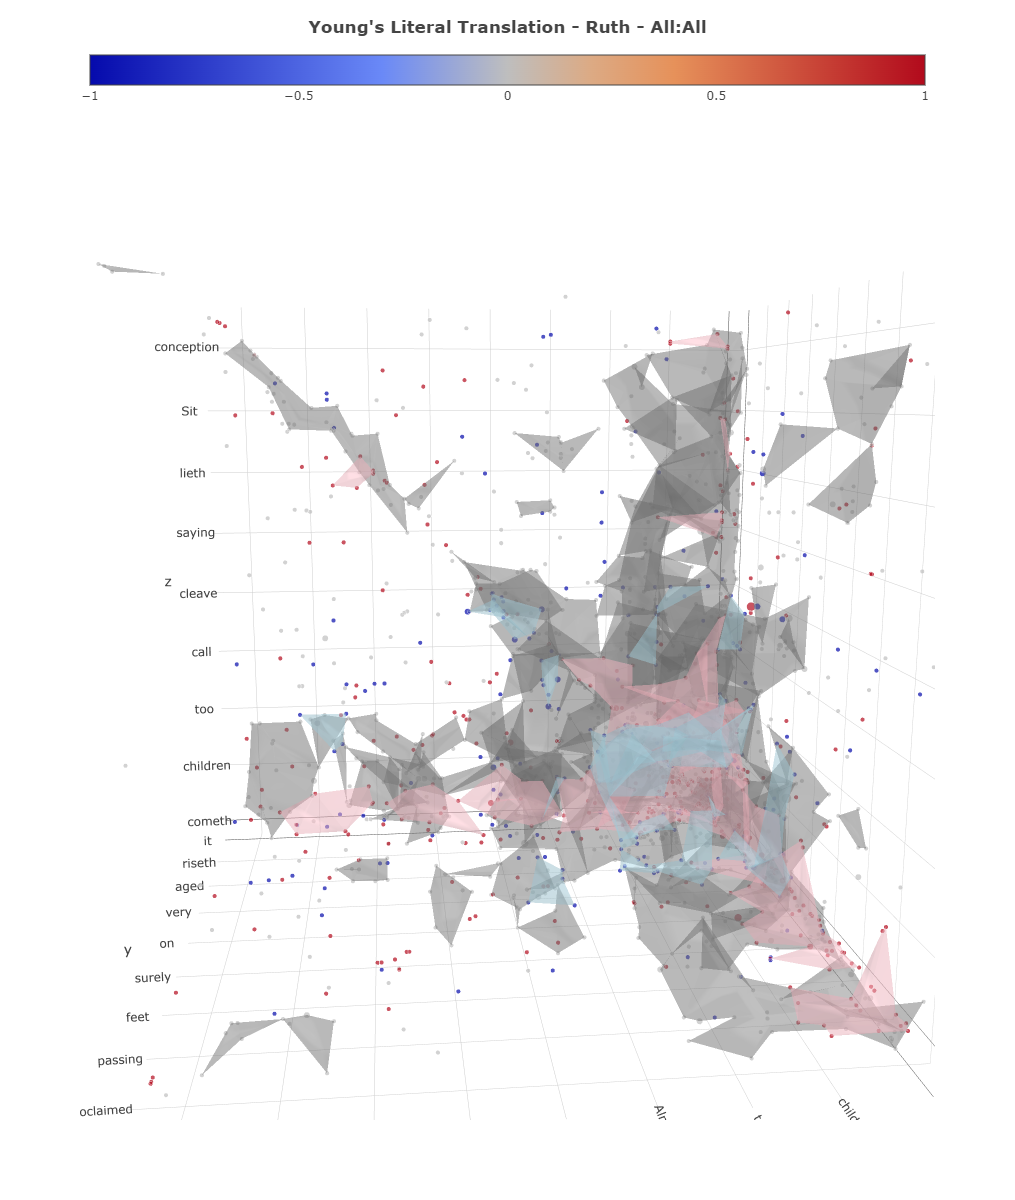 Young's Literal Translation - Ruth - All:All
−1 −0.5 0 0.5 1
conception
Sit
lieth
saying
z
cleave
call
too
children
cometh
it
riseth
aged
very
on
y
surely
feet
passing
oclaimed
Alr
t
child